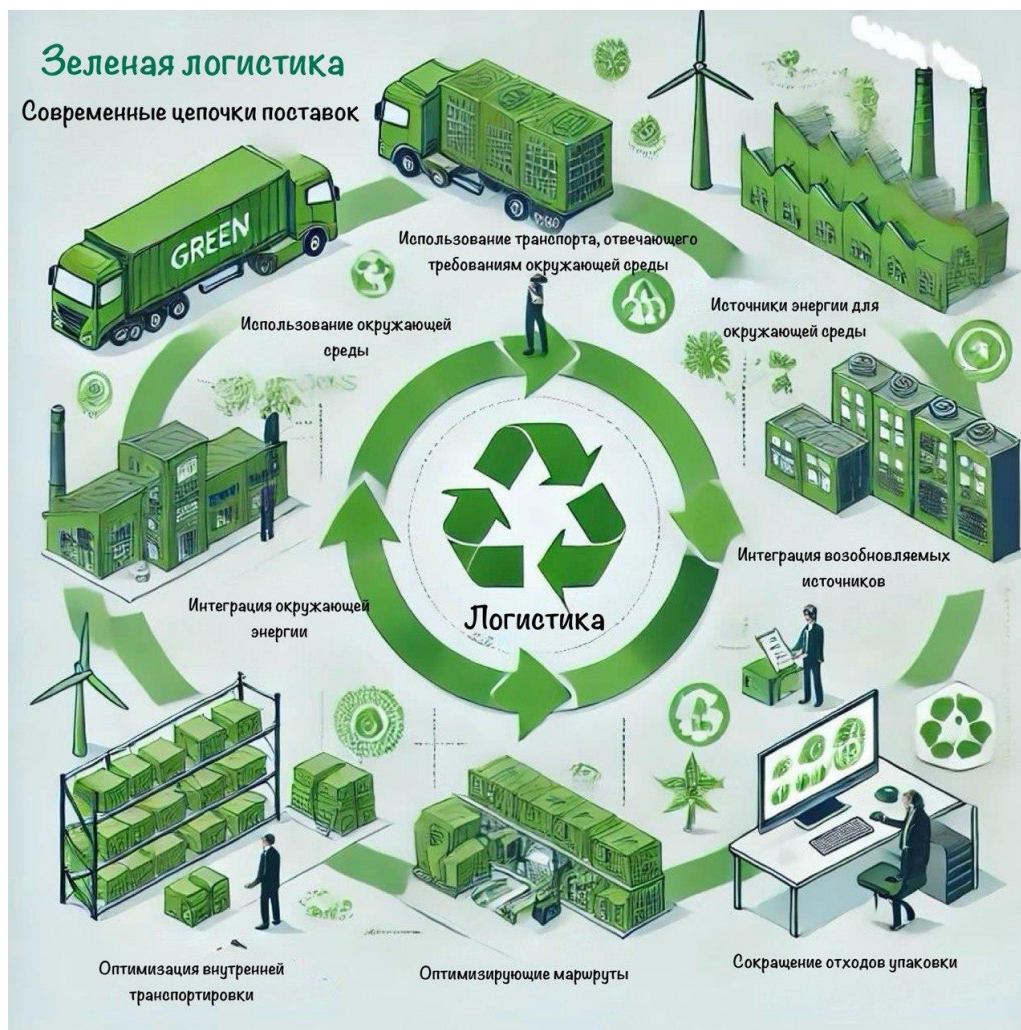 Зеленая логистика
Современные цепочки поставок
GREEN
Использование транспорта, отвечающего
требованиям окружающей среды
Использование окружающей
среды
Источники энергии для
окружающей среды
Интеграция возобновляемых
источников
Интеграция окружающей
энергии
Логистика
Оптимизация внутренней
транспортировки
Оптимизирующие маршруты
Сокращение отходов упаковки